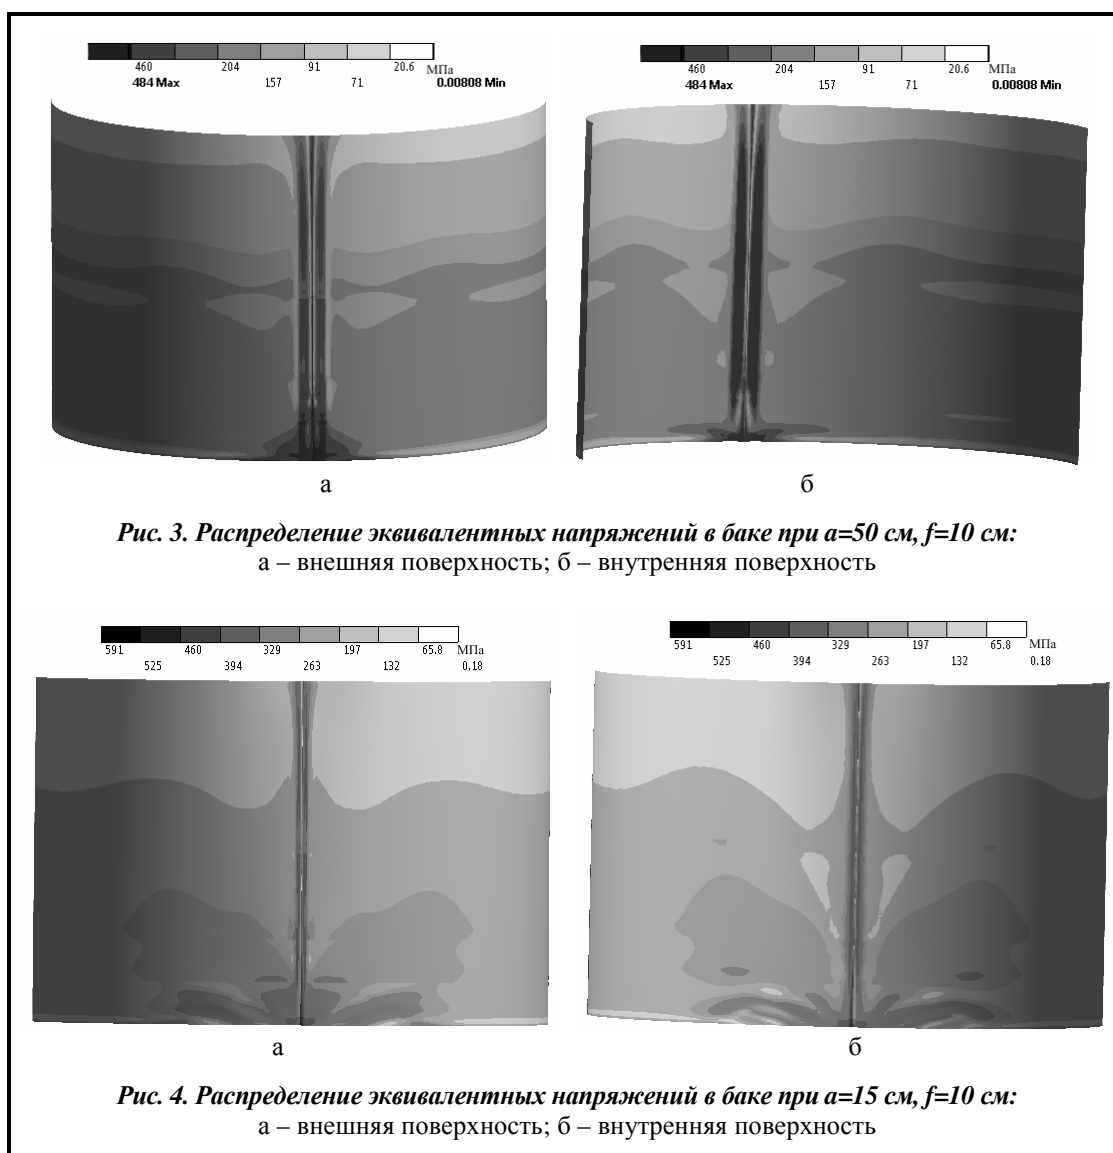 460 204 91 20.6 МПа
484 Max 157 71 0.00808 Min
460 204 91 20.6 МПа
484 Max 157 71 0.00808 Min
а
б
Рис. 3. Распределение эквивалентных напряжений в баке при a=50 см, f=10 см:
а – внешняя поверхность; б – внутренняя поверхность
591 460 329 197 65.8 МПа
525 394 263 132 0.18
591 460 329 197 65.8 МПа
525 394 263 132 0.18
а
б
Рис. 4. Распределение эквивалентных напряжений в баке при a=15 см, f=10 см:
а – внешняя поверхность; б – внутренняя поверхность